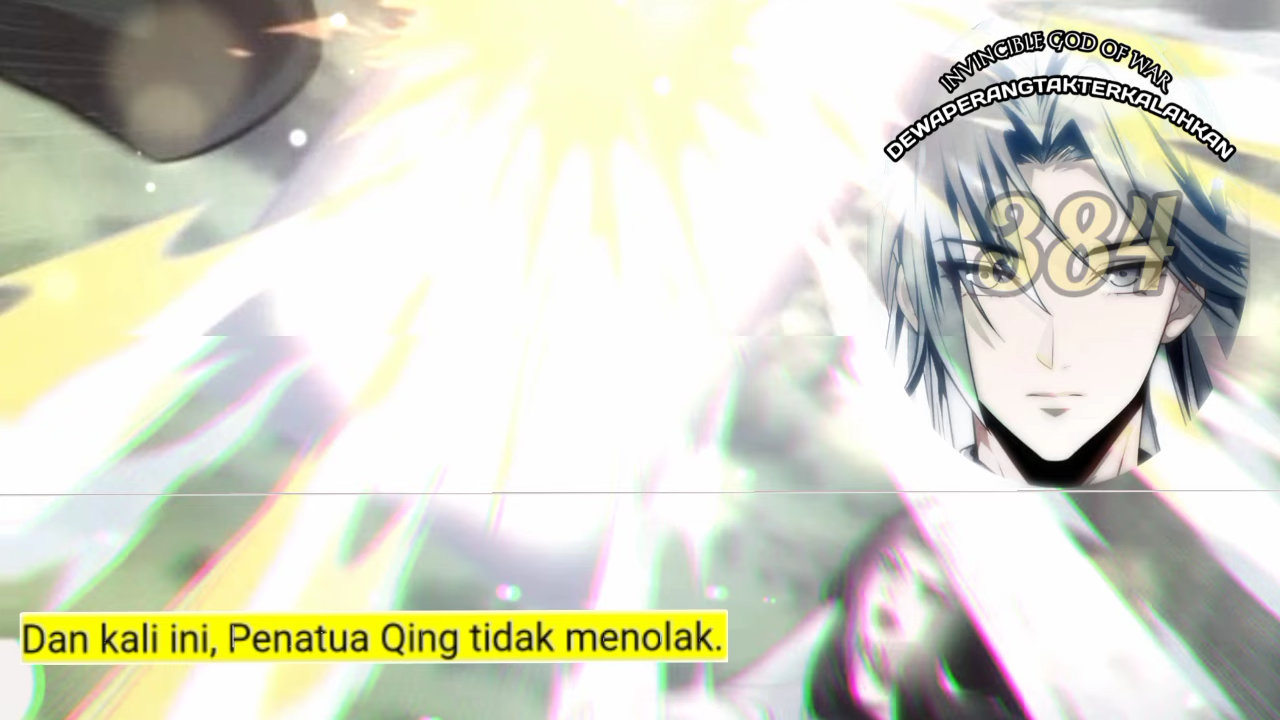 INVINCIBLE GOD OF WAR
DEWAPERANGTAKTERKALAHKAN
384
Dan kali ini, Penatua Qing tidak menolak.